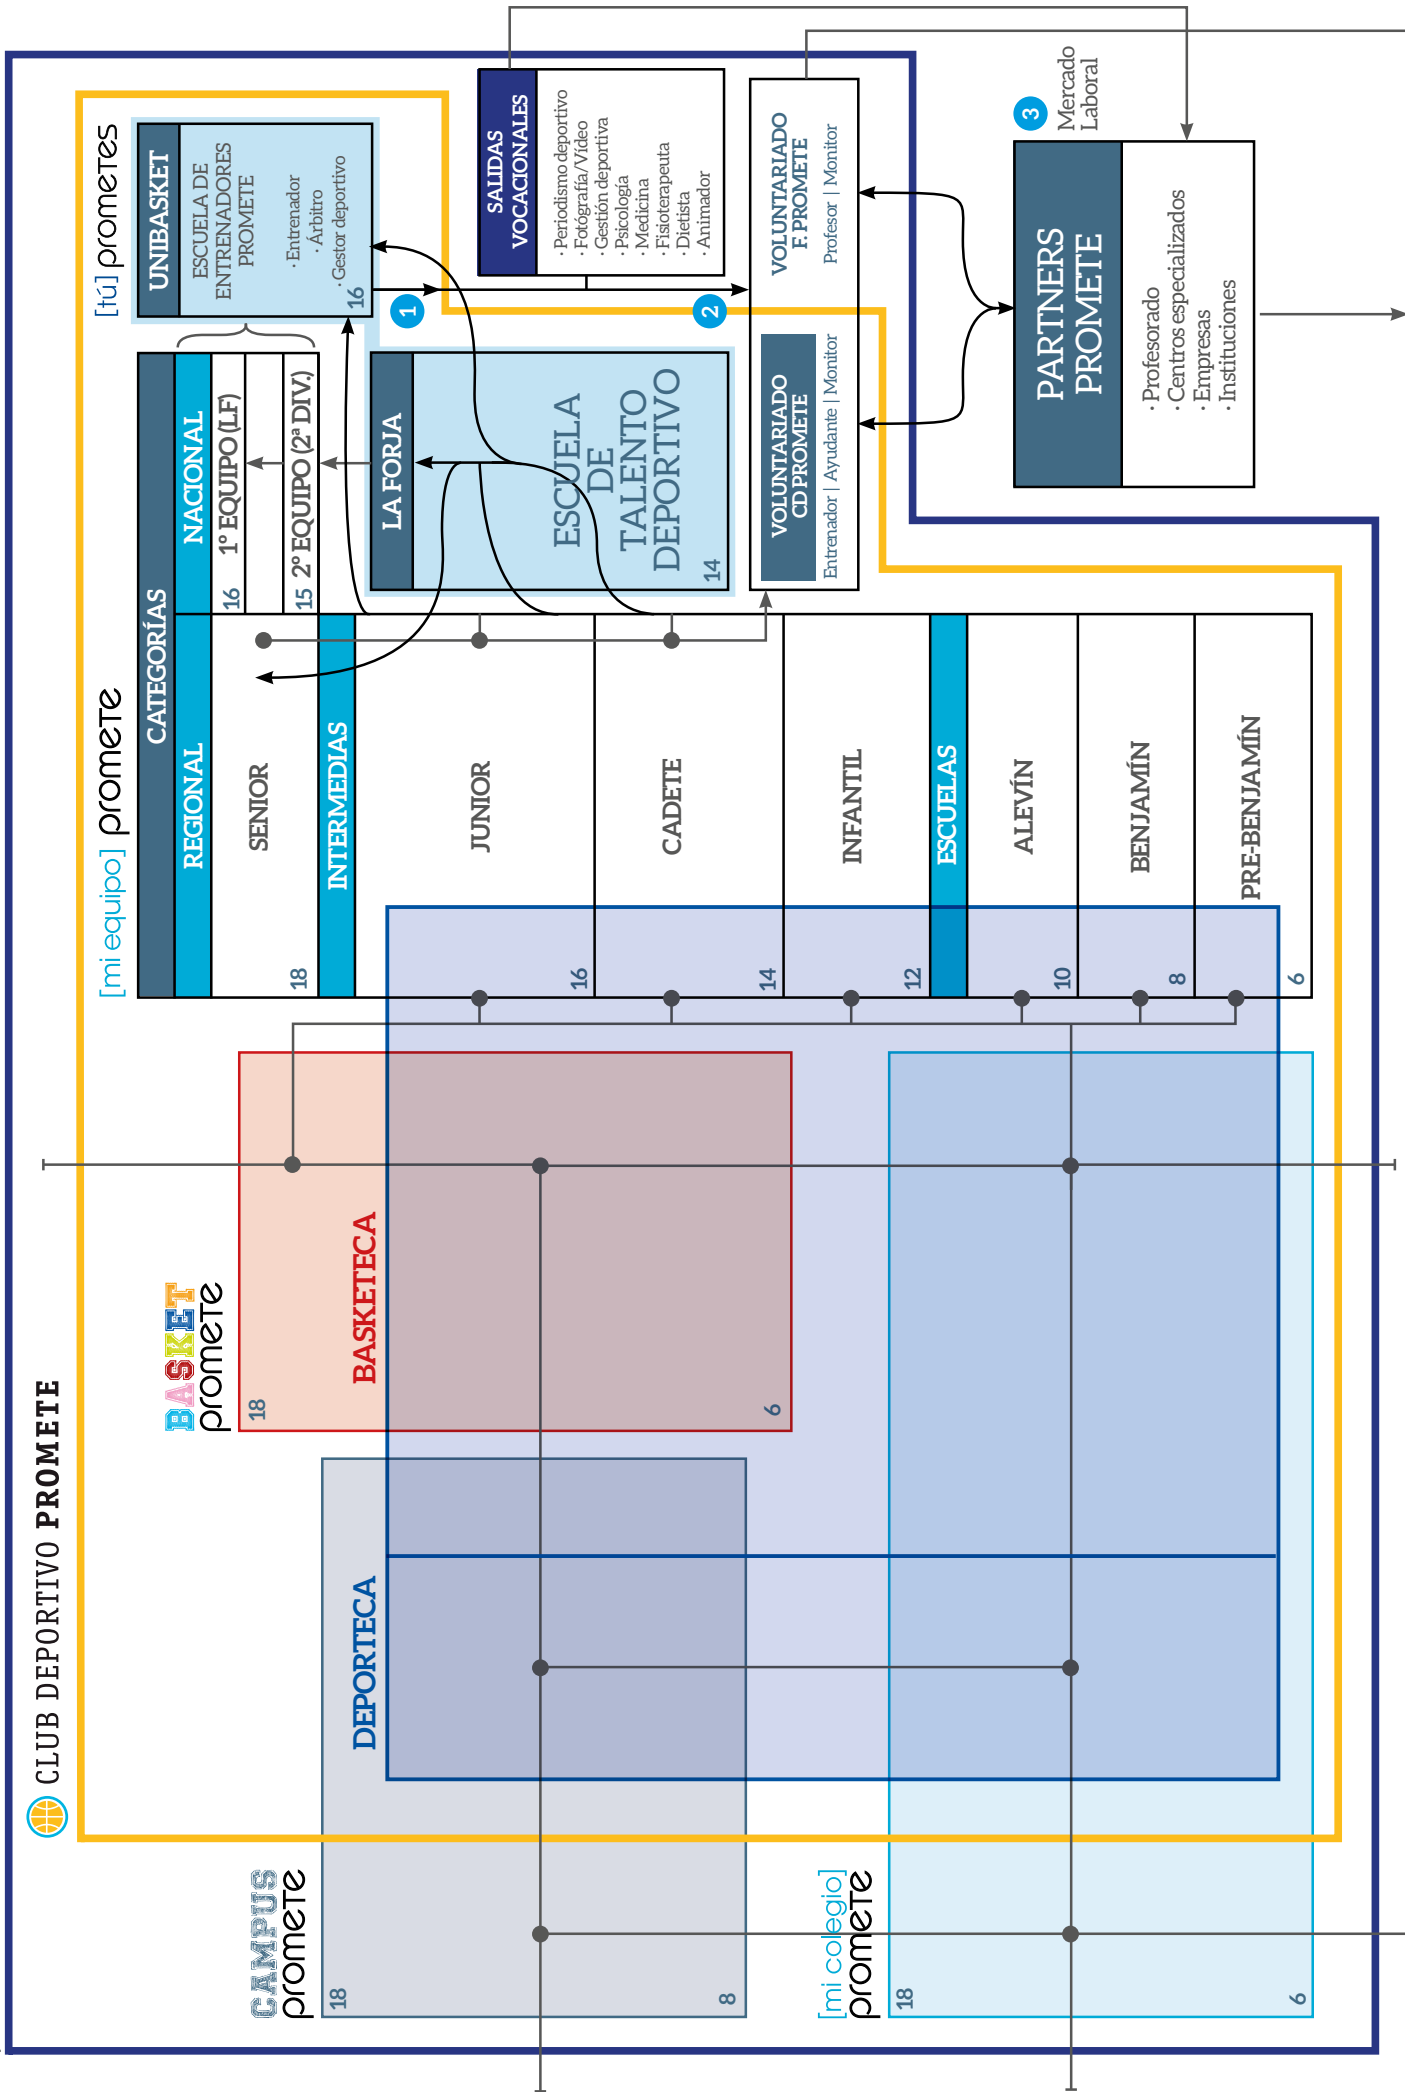 CLUB DEPORTIVO PROMETE
CAMPUS
promete
18
8
[mi colegio]
promete
18
6
DEPORTECA
BASKET
promete
18
BASKETECA
6
[mi equipo] promete
CATEGORÍAS
REGIONAL
NACIONAL
SENIOR
18
1º EQUIPO (LF)
16
2º EQUIPO (2ª DIV.)
15
INTERMEDIAS
JUNIOR
16
CADETE
14
INFANTIL
12
ESCUELAS
ALEVÍN
10
BENJAMÍN
8
PRE-BENJAMÍN
6
[tú] prometes
UNIBASKET
ESCUELA DE
ENTRENADORES
PROMETE
· Entrenador
· Árbitro
· Gestor deportivo
16
LA FORJA
ESCUELA
DE
TALENTO
DEPORTIVO
14
1
SALIDAS
VOCACIONALES
· Periodismo deportivo
· Fotógrafía/Vídeo
· Gestión deportiva
· Psicología
· Medicina
· Fisioterapeuta
· Dietista
· Animador
2
VOLUNTARIADO
CD PROMETE
Entrenador | Ayudante | Monitor
VOLUNTARIADO
F. PROMETE
Profesor | Monitor
3
Mercado
Laboral
PARTNERS
PROMETE
· Profesorado
· Centros especializados
· Empresas
· Instituciones